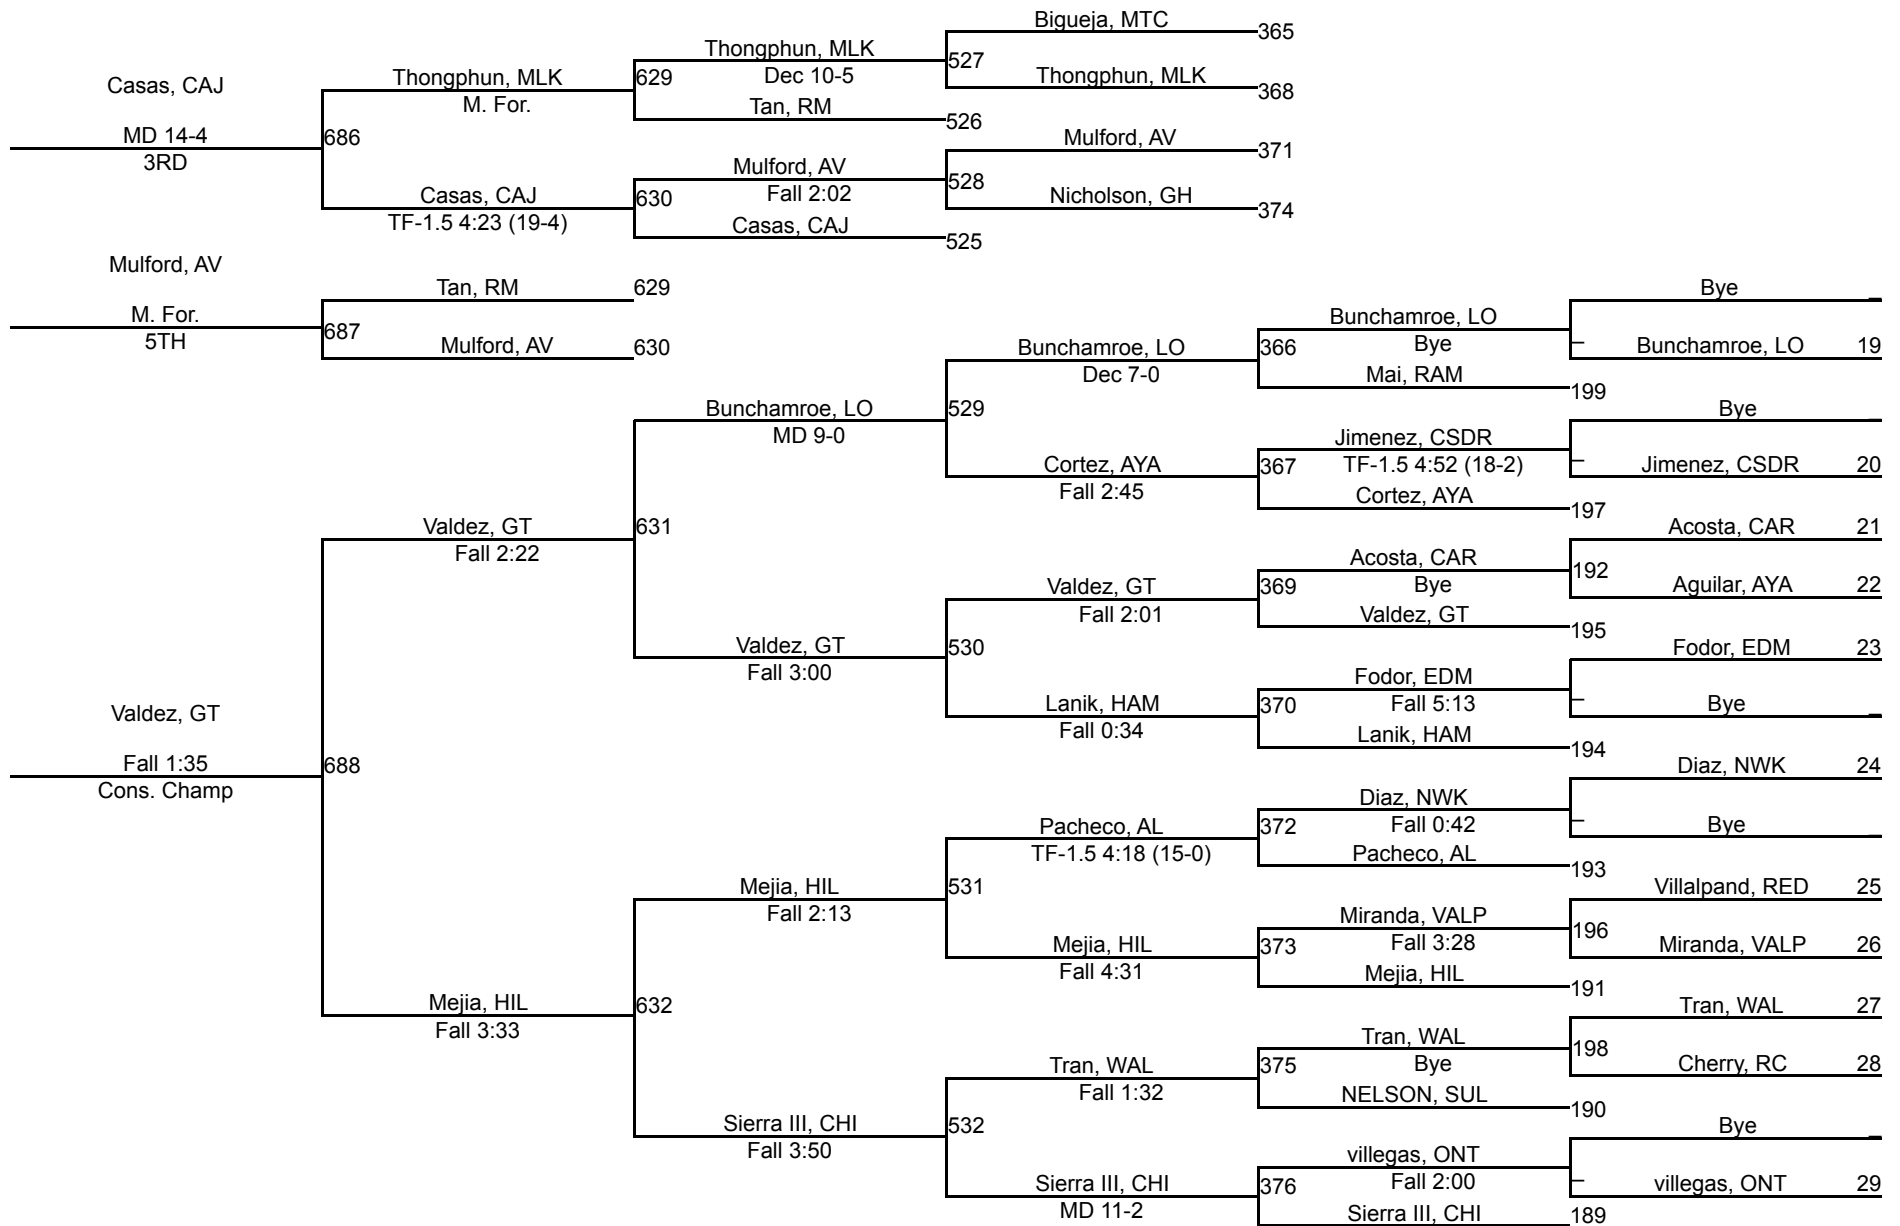 Bigueja, MTC
365
Thongphun, MLK
527
Dec 10-5
Thongphun, MLK
368
Casas, CAJ
Thongphun, MLK
629
M. For.
Tan, RM
526
MD 14-4
686
3RD
Mulford, AV
371
Mulford, AV
528
Fall 2:02
Nicholson, GH
374
Casas, CAJ
630
TF-1.5 4:23 (19-4)
Casas, CAJ
525
Mulford, AV
Tan, RM
629
M. For.
687
5TH
Mulford, AV
630
Bye _
Bunchamroe, LO
366
Bye
_
Bunchamroe, LO 19
Bunchamroe, LO
Dec 7-0
Mai, RAM
199
Bunchamroe, LO
529
MD 9-0
Bye _
Jimenez, CSDR
_
Jimenez, CSDR 20
Cortez, AYA
367
TF-1.5 4:52 (18-2)
Fall 2:45
Cortez, AYA
197
Valdez, GT
631
Fall 2:22
Acosta, CAR 21
Acosta, CAR
192
Aguilar, AYA 22
Valdez, GT
369
Bye
Fall 2:01
Valdez, GT
195
Valdez, GT
530
Fall 3:00
Fodor, EDM 23
Fodor, EDM
_
Bye _
Lanik, HAM
370
Fall 5:13
Fall 0:34
Lanik, HAM
194
Valdez, GT
Fall 1:35
688
Cons. Champ
Diaz, NWK 24
Diaz, NWK
_
Bye _
Pacheco, AL
372
Fall 0:42
TF-1.5 4:18 (15-0)
Pacheco, AL
193
Mejia, HIL
531
Fall 2:13
Villalpand, RED 25
Miranda, VALP
196
Miranda, VALP 26
Mejia, HIL
373
Fall 3:28
Fall 4:31
Mejia, HIL
191
Mejia, HIL
632
Fall 3:33
Tran, WAL 27
Tran, WAL
198
Cherry, RC 28
Tran, WAL
375
Bye
Fall 1:32
NELSON, SUL
190
Sierra III, CHI
532
Fall 3:50
Bye _
villegas, ONT
_
villegas, ONT 29
Sierra III, CHI
376
Fall 2:00
MD 11-2
Sierra III, CHI
189